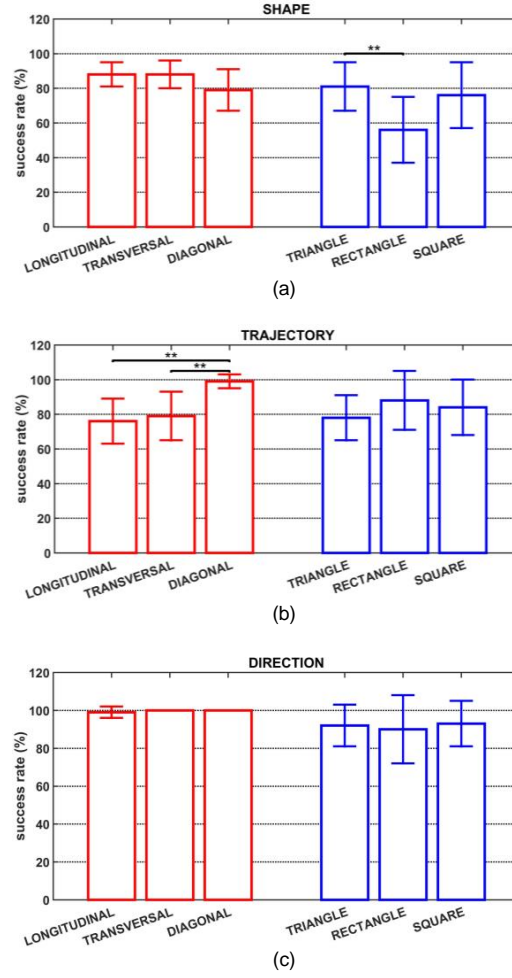 SHAPE
120
100
80
60
40
20
0
success rate (%)
**
LONGITUDINAL
TRANSVERSAL
DIAGONAL
TRIANGLE
RECTANGLE
SQUARE
(a)
TRAJECTORY
120
100
80
60
40
20
0
success rate (%)
**
**
LONGITUDINAL
TRANSVERSAL
DIAGONAL
TRIANGLE
RECTANGLE
SQUARE
(b)
DIRECTION
120
100
80
60
40
20
0
success rate (%)
LONGITUDINAL
TRANSVERSAL
DIAGONAL
TRIANGLE
RECTANGLE
SQUARE
(c)